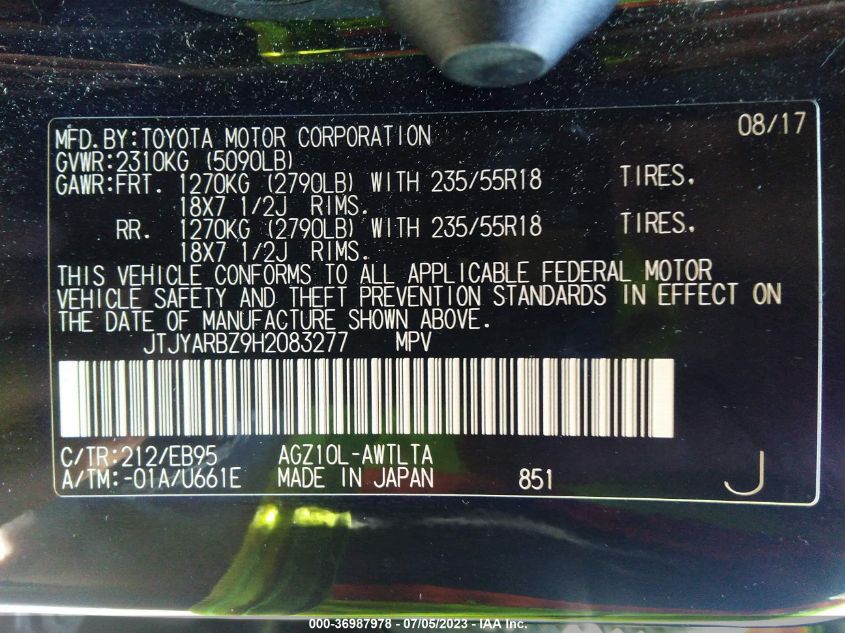 08/17
MFD.BY:TOYOTA MOTOR CORPORATION
GVWR:2310KG (5090LB)
GAWR:FRT. 1270KG (2790LB) WITH 235/55R18 TIRES,
18X7 1/2J RIMS.
RR. 1270KG (2790LB) WITH 235/55R18 TIRES,
18X7 1/2J RIMS.
THIS VEHICLE CONFORMS TO ALL APPLICABLE FEDERAL MOTOR
VEHICLE SAFETY AND THEFT PREVENTION STANDARDS IN EFFECT ON
THE DATE OF MANUFACTURE SHOWN ABOVE.
JTJYARBZ9H2083277 MPV
C/TR:212/EB95 AGZ10L-AWTLTA
A/TM:-01A/U661E MADE IN JAPAN 851 J
000-36987978 - 07/05/2023 - IAA Inc.